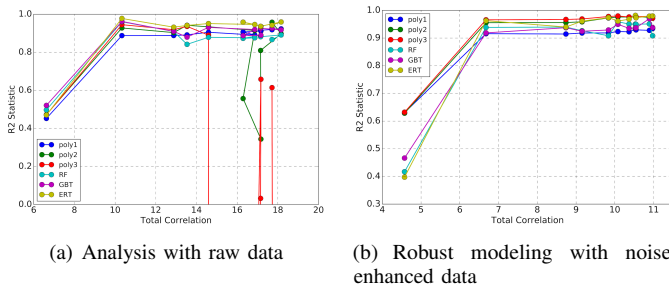 1.0
0.8
0.6
0.4
0.2
0.0
R2 Statistic
poly1
poly2
poly3
RF
GBT
ERT
6 8 10 12 14 16 18 20
Total Correlation
(a) Analysis with raw data
1.0
0.9
0.8
0.7
0.6
0.5
0.4
0.3
R2 Statistic
poly1
poly2
poly3
RF
GBT
ERT
4 5 6 7 8 9 10 11
Total Correlation
(b) Robust modeling with noise
enhanced data